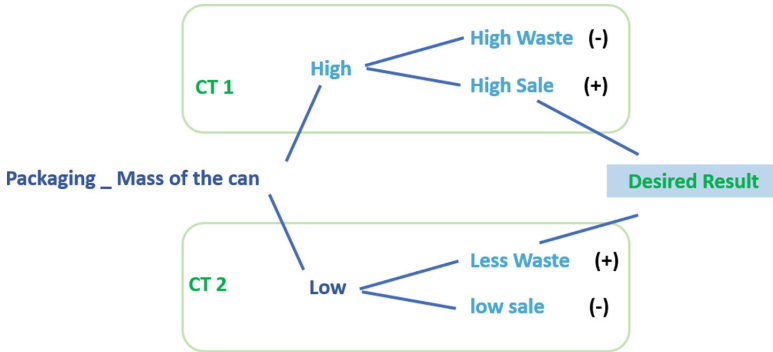 High Waste (-)
High
CT 1
High Sale (+)
Packaging _ Mass of the can
Desired Result
Less Waste (+)
CT 2
Low
low sale (-)